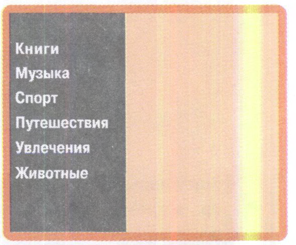 Книги
Музыка
Спорт
Путешествия
Увлечения
Животные